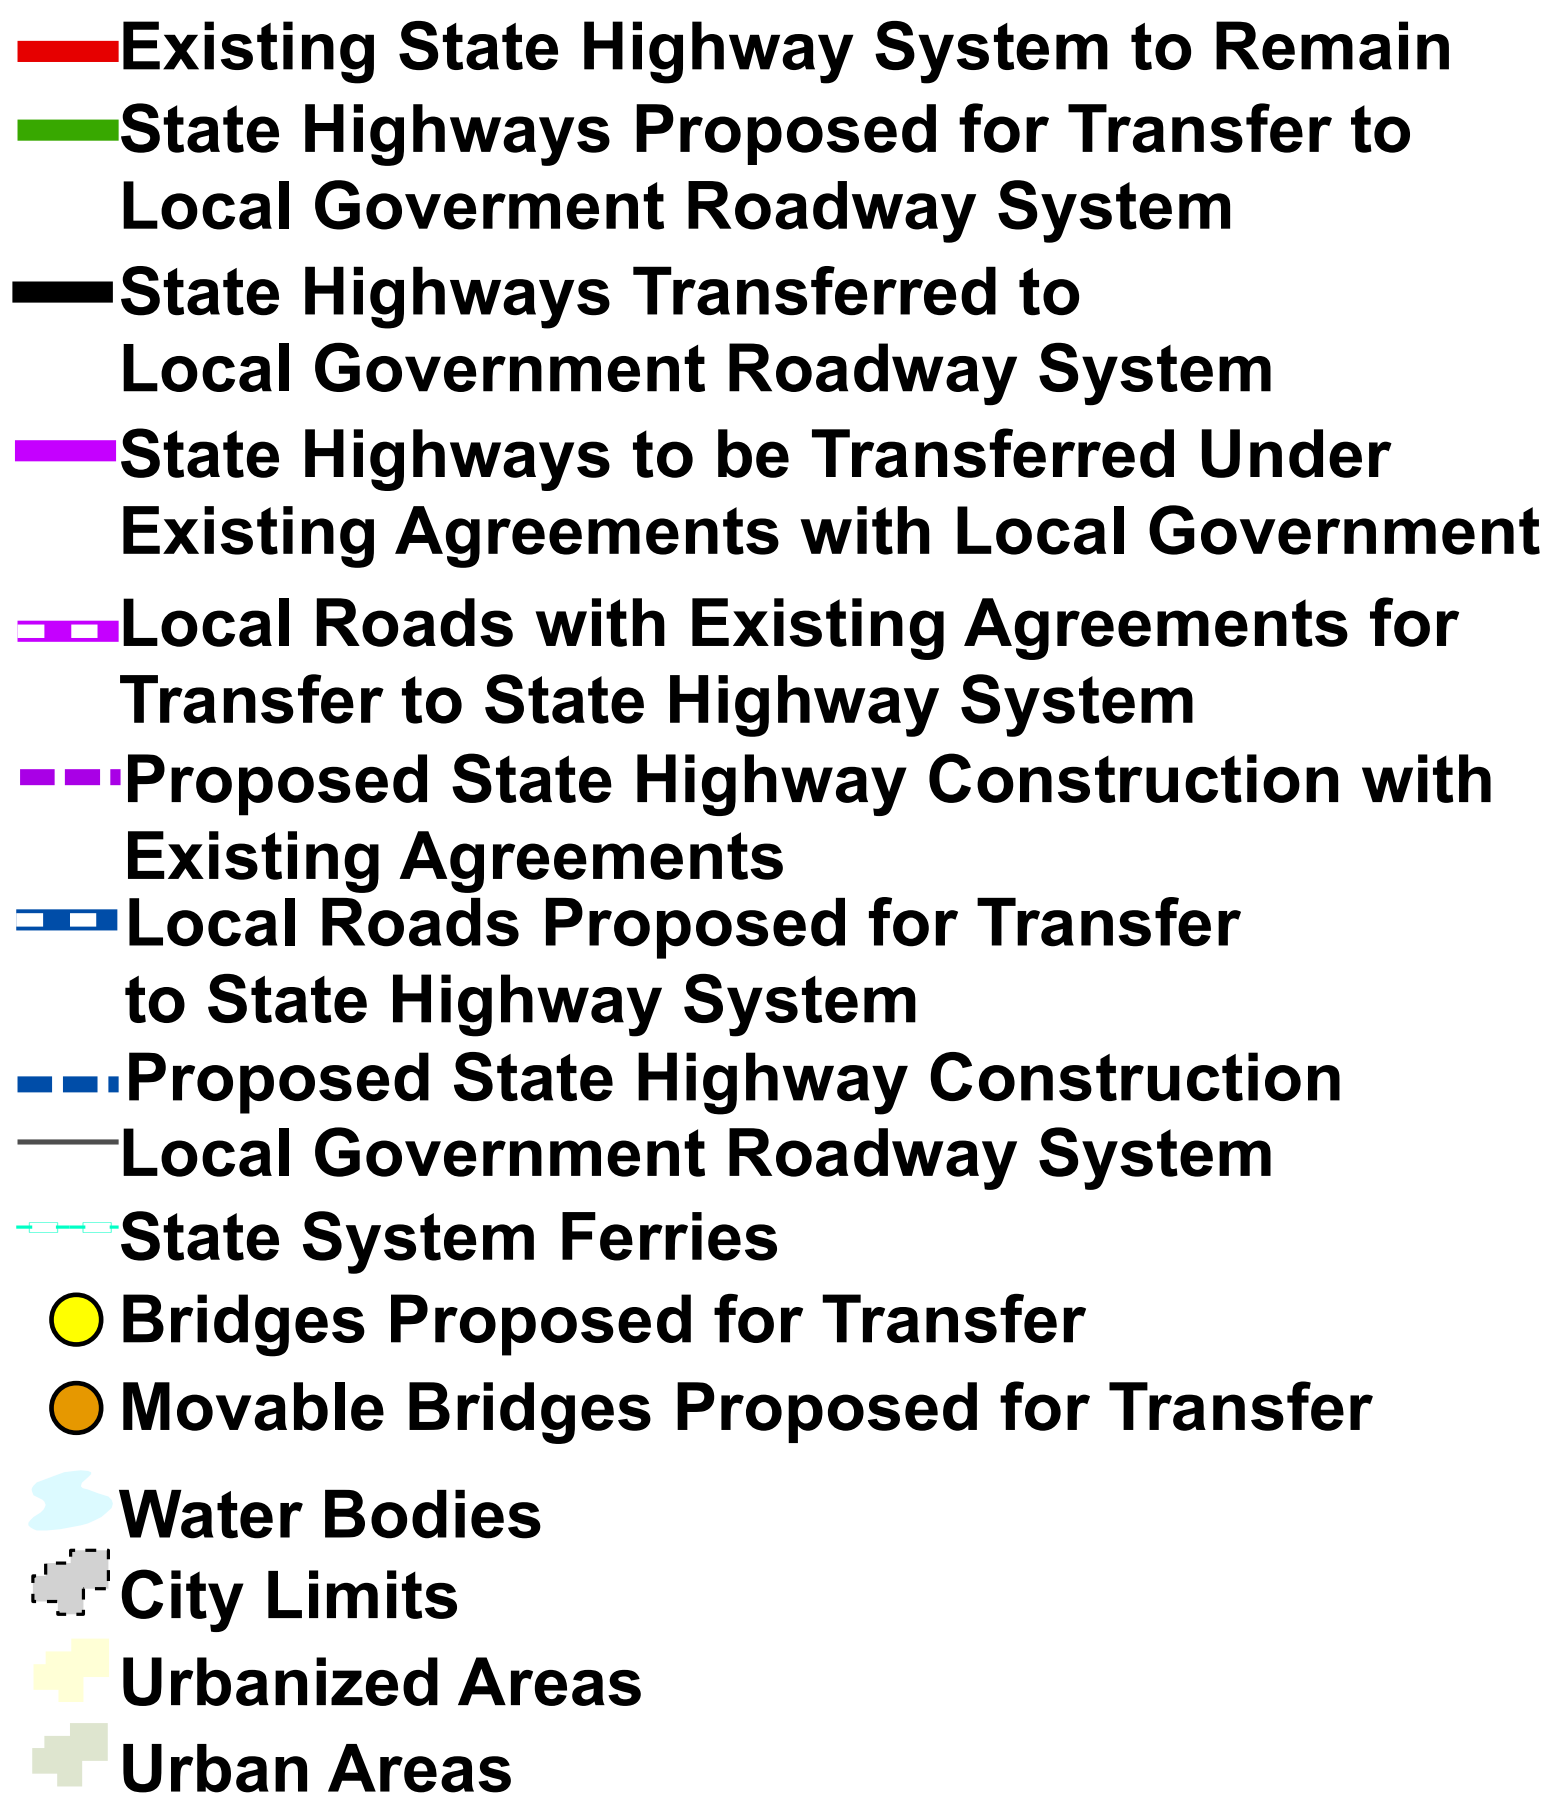 Existing State Highway System to Remain
State Highways Proposed for Transfer to
Local Goverment Roadway System
State Highways Transferred to
Local Government Roadway System
State Highways to be Transferred Under
Existing Agreements with Local Government
Local Roads with Existing Agreements for
Transfer to State Highway System
Proposed State Highway Construction with
Existing Agreements
Local Roads Proposed for Transfer
to State Highway System
Proposed State Highway Construction
Local Government Roadway System
State System Ferries
Bridges Proposed for Transfer
Movable Bridges Proposed for Transfer
Water Bodies
City Limits
Urbanized Areas
Urban Areas